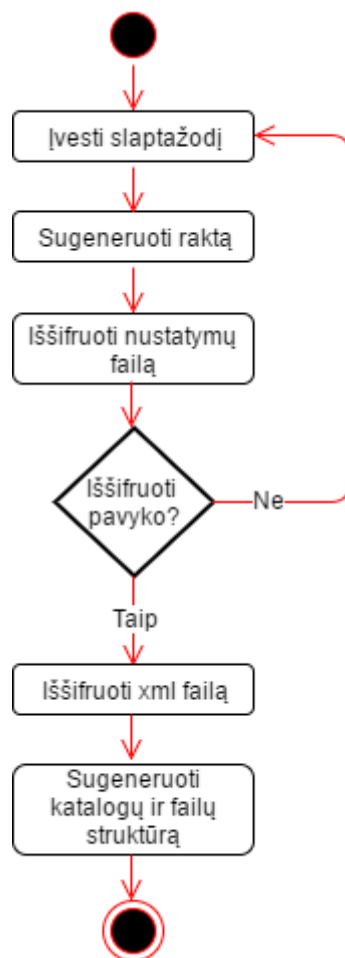 Įvesti slaptažodį
Sugeneruoti raktą
Iššifruoti nustatymų
failą
Iššifruoti
pavyko?
Ne
Taip
Iššifruoti xml failą
Sugeneruoti
katalogų ir failų
struktūrą